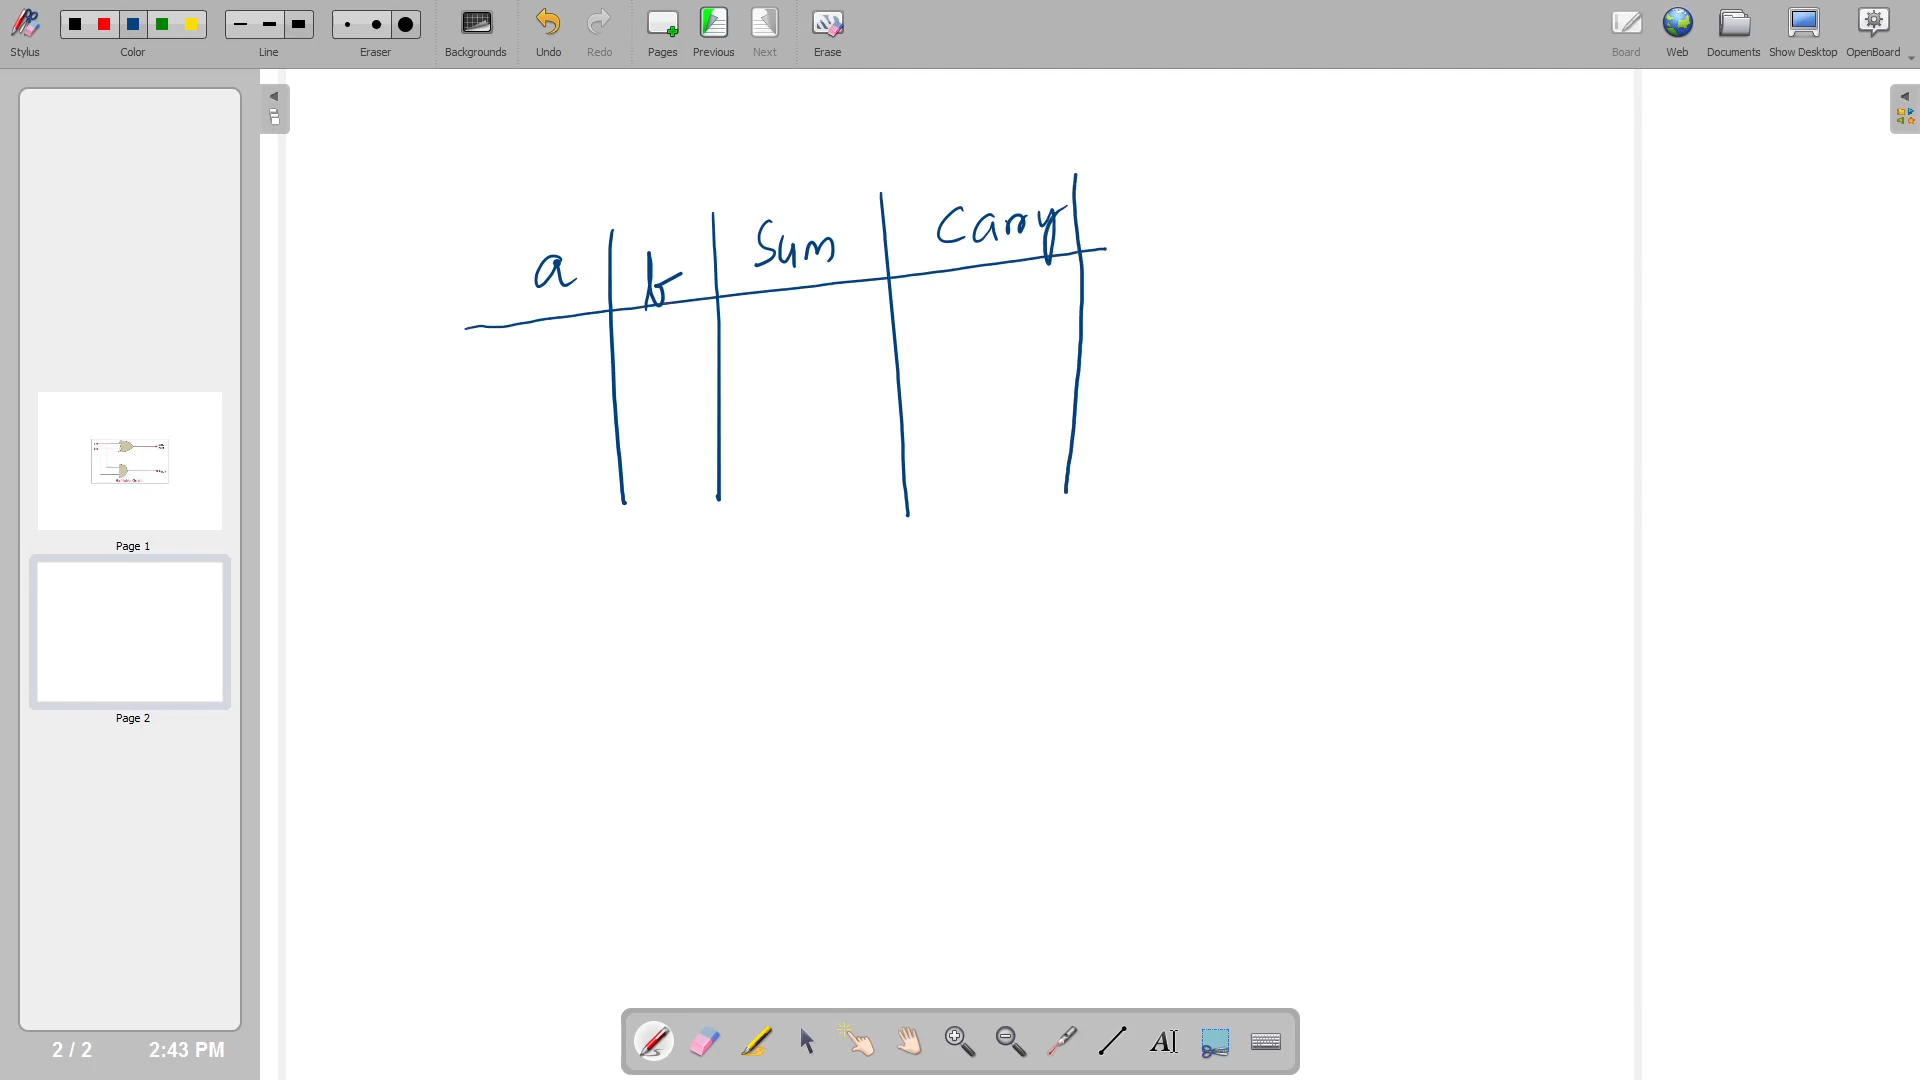 Stylus Color Line Eraser Backgrounds Undo Redo Pages Previous Next Erase Board Web Documents Show Desktop OpenBoard
a b Sum Carry
Page 1
Page 2
2 / 2 2:43 PM
A